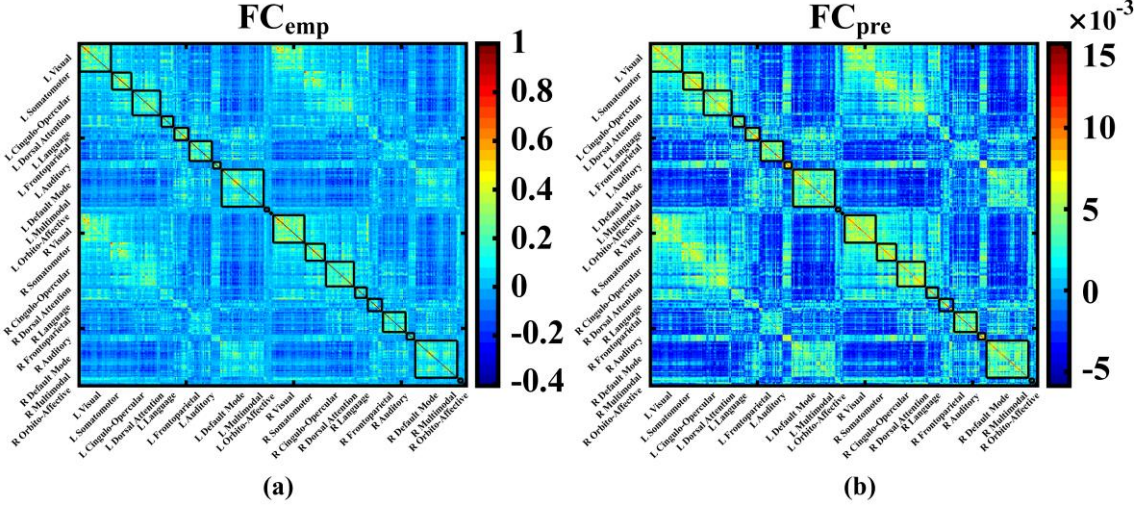 FCemp
FCpre
×10-3
L Visual
L Somatomotor
L Cingulo-Opercular
L Dorsal Attention
L Language
L Frontoparietal
L Auditory
L Default Mode
L Multimodal
L Orbito-Affective
R Visual
R Somatomotor
R Cingulo-Opercular
R Dorsal Attention
R Language
R Frontoparietal
R Auditory
R Default Mode
R Multimodal
R Orbito-Affective
1
0.8
0.6
0.4
0.2
0
-0.2
-0.4
L Visual
L Somatomotor
L Cingulo-Opercular
L Dorsal Attention
L Language
L Frontoparietal
L Auditory
L Default Mode
L Multimodal
L Orbito-Affective
R Visual
R Somatomotor
R Cingulo-Opercular
R Dorsal Attention
R Language
R Frontoparietal
R Auditory
R Default Mode
R Multimodal
R Orbito-Affective
(a)
L Visual
L Somatomotor
L Cingulo-Opercular
L Dorsal Attention
L Language
L Frontoparietal
L Auditory
L Default Mode
L Multimodal
L Orbito-Affective
R Visual
R Somatomotor
R Cingulo-Opercular
R Dorsal Attention
R Language
R Frontoparietal
R Auditory
R Default Mode
R Multimodal
R Orbito-Affective
15
10
5
0
-5
L Visual
L Somatomotor
L Cingulo-Opercular
L Dorsal Attention
L Language
L Frontoparietal
L Auditory
L Default Mode
L Multimodal
L Orbito-Affective
R Visual
R Somatomotor
R Cingulo-Opercular
R Dorsal Attention
R Language
R Frontoparietal
R Auditory
R Default Mode
R Multimodal
R Orbito-Affective
(b)